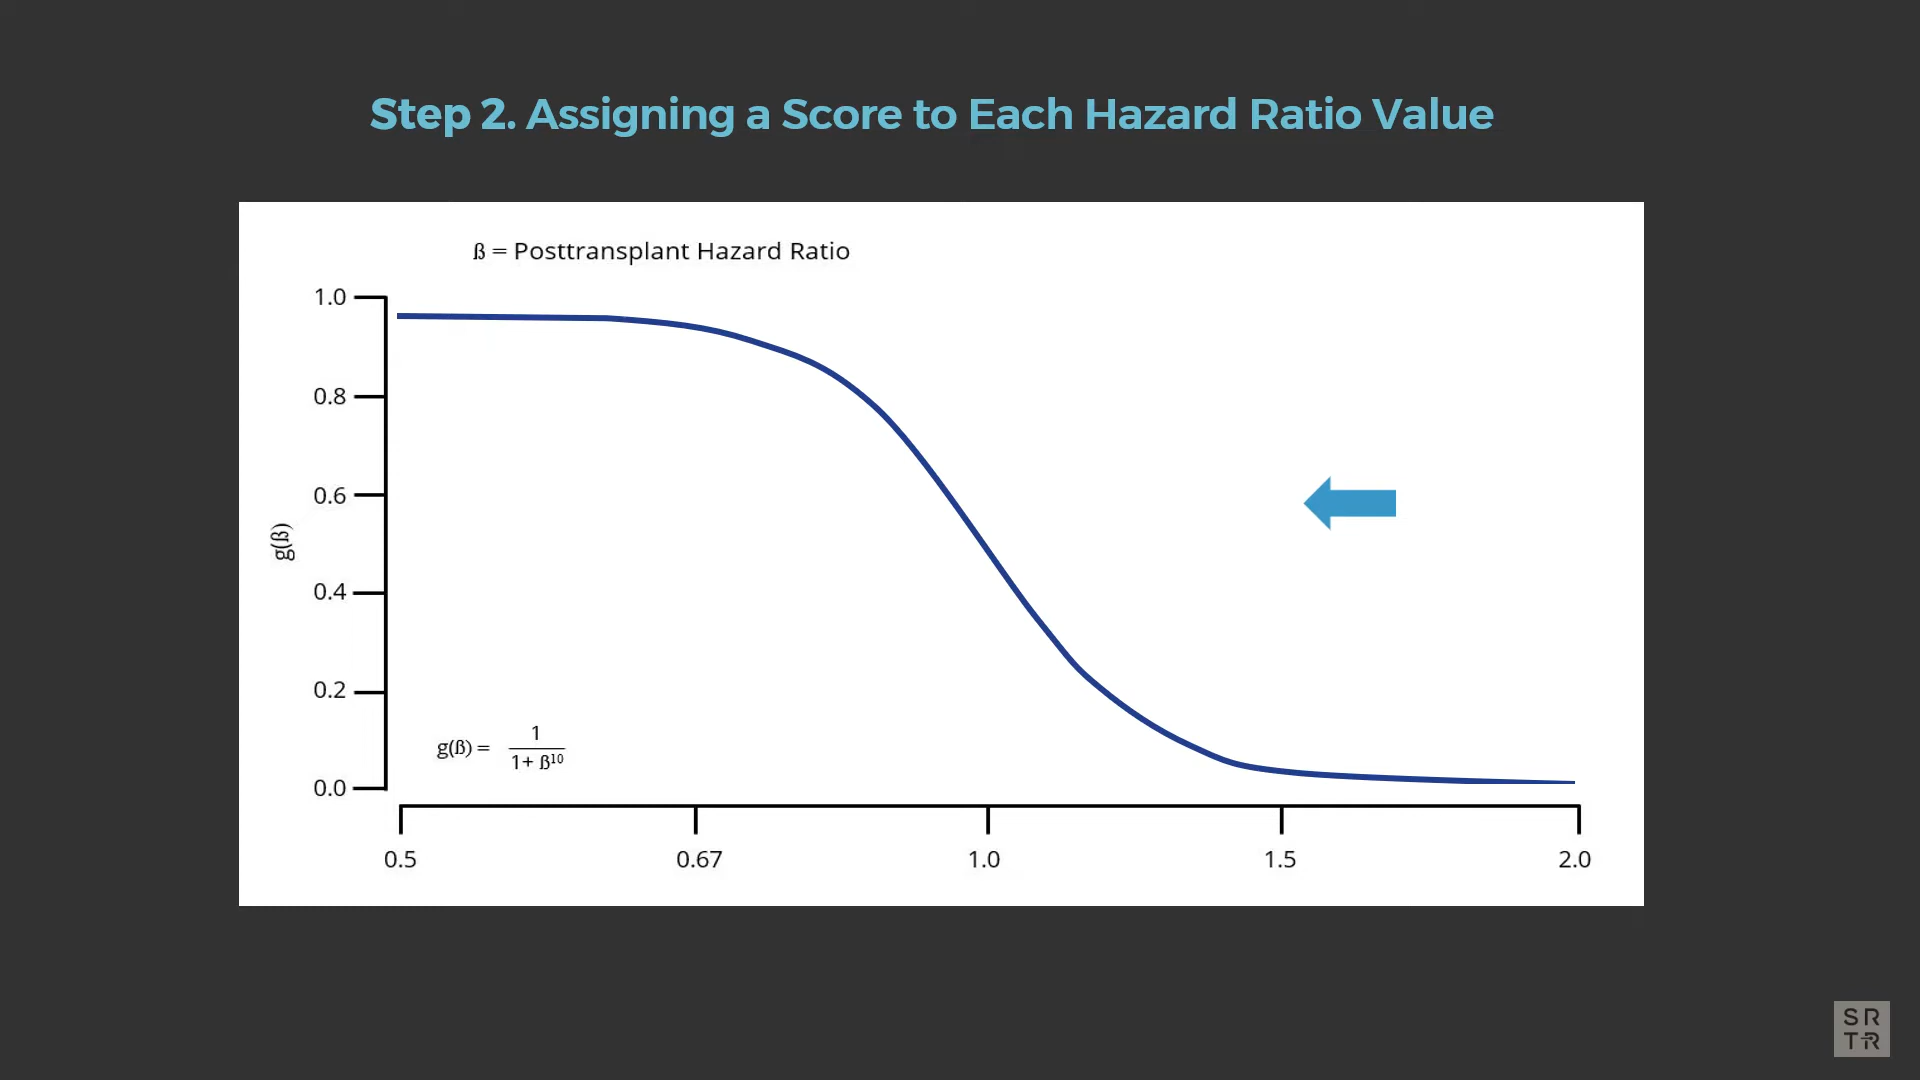 Step 2. Assigning a Score to Each Hazard Ratio Value
ß = Posttransplant Hazard Ratio
1.0
0.8
0.6
0.4
0.2
0.0
g(ß)
g(ß) = 1
1+ ß¹⁰
0.5 0.67 1.0 1.5 2.0
SR
TR